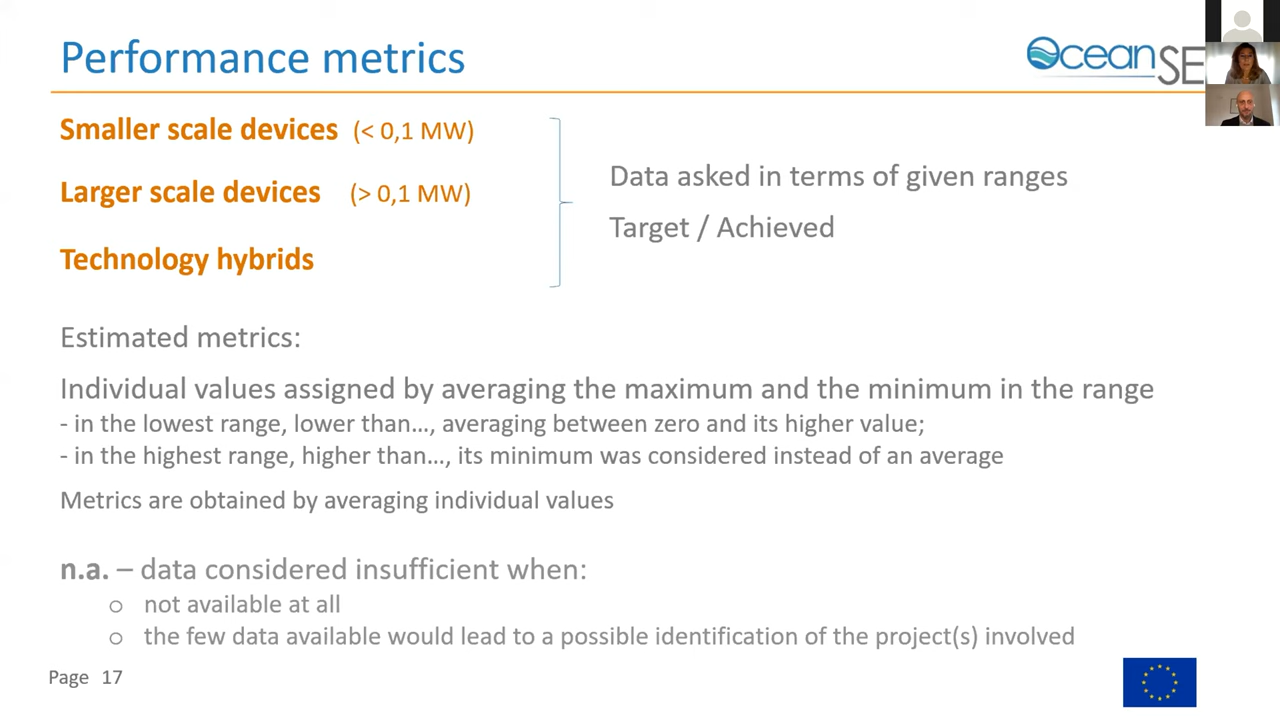 Performance metrics
OceanSE
Smaller scale devices (< 0,1 MW)
Larger scale devices (> 0,1 MW)
Technology hybrids
Data asked in terms of given ranges
Target / Achieved
Estimated metrics:
Individual values assigned by averaging the maximum and the minimum in the range
- in the lowest range, lower than…, averaging between zero and its higher value;
- in the highest range, higher than…, its minimum was considered instead of an average
Metrics are obtained by averaging individual values
n.a. – data considered insufficient when:
o not available at all
o the few data available would lead to a possible identification of the project(s) involved
Page 17